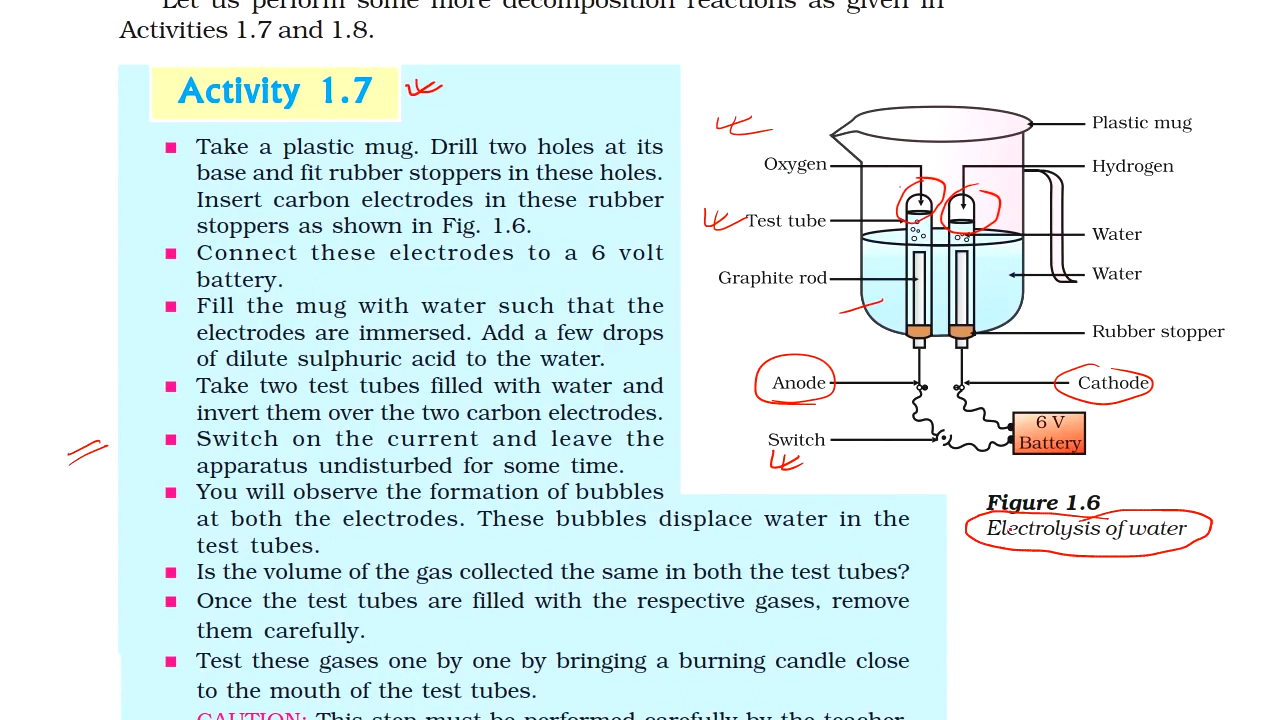 Let us perform some more decomposition reactions as given in
Activities 1.7 and 1.8.
Activity 1.7
Take a plastic mug. Drill two holes at its
base and fit rubber stoppers in these holes.
Insert carbon electrodes in these rubber
stoppers as shown in Fig. 1.6.
Connect these electrodes to a 6 volt
battery.
Fill the mug with water such that the
electrodes are immersed. Add a few drops
of dilute sulphuric acid to the water.
Take two test tubes filled with water and
invert them over the two carbon electrodes.
Switch on the current and leave the
apparatus undisturbed for some time.
You will observe the formation of bubbles
at both the electrodes. These bubbles displace water in the
test tubes.
Is the volume of the gas collected the same in both the test tubes?
Once the test tubes are filled with the respective gases, remove
them carefully.
Test these gases one by one by bringing a burning candle close
to the mouth of the test tubes.
CAUTION: This step must be performed carefully by the teacher.
Plastic mug
Oxygen
Hydrogen
Test tube
Water
Graphite rod
Water
Rubber stopper
Anode
Cathode
Switch
6 V
Battery
Figure 1.6
Electrolysis of water